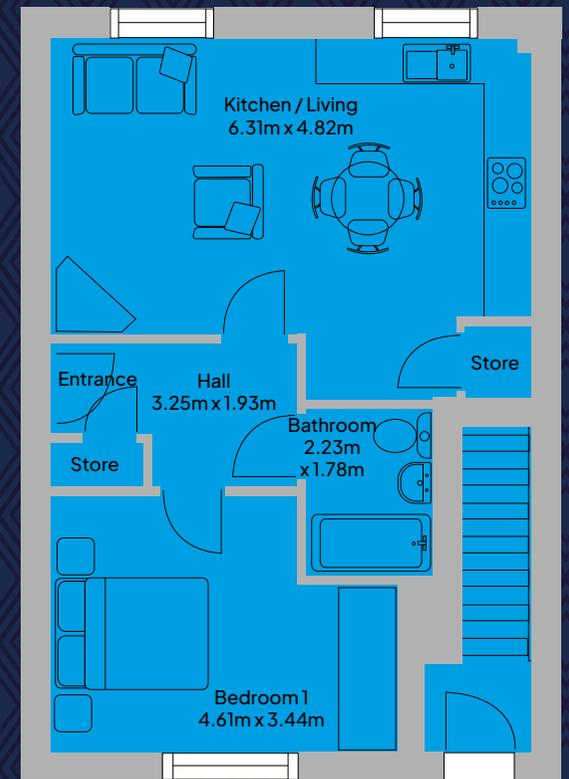 Kitchen / Living
6.31m x 4.82m
Store
Entrance
Hall
3.25m x 1.93m
Bathroom
2.23m
x 1.78m
Store
Bedroom 1
4.61m x 3.44m